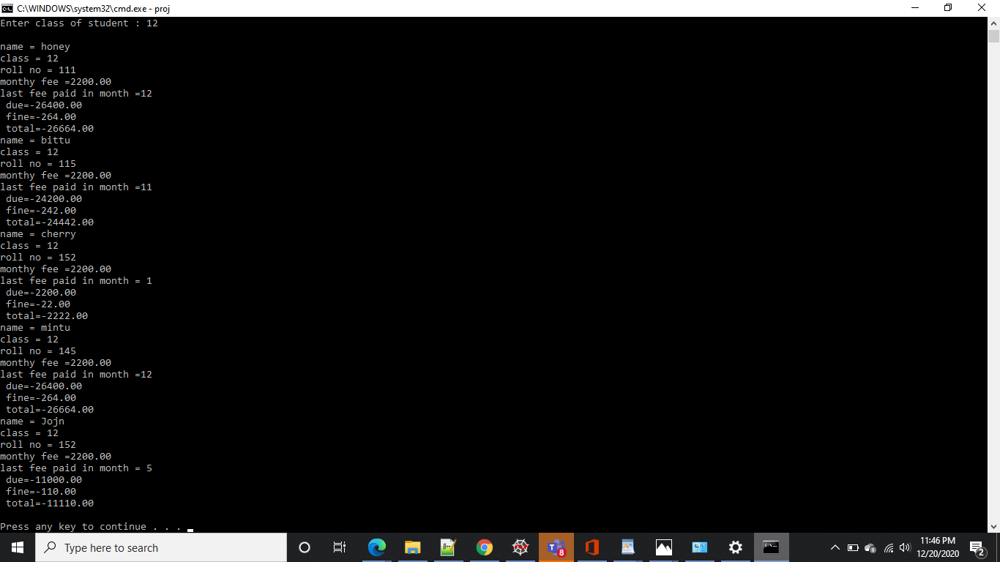 C:\WINDOWS\system32\cmd.exe - proj
Enter class of student : 12
name = honey
class = 12
roll no = 111
monthy fee =2200.00
last fee paid in month =12
due=-26400.00
fine=-264.00
total=-26664.00
name = bittu
class = 12
roll no = 115
monthy fee =2200.00
last fee paid in month =11
due=-24200.00
fine=-242.00
total=-24442.00
name = cherry
class = 12
roll no = 152
monthy fee =2200.00
last fee paid in month = 1
due=-2200.00
fine=-22.00
total=-2222.00
name = mintu
class = 12
roll no = 145
monthy fee =2200.00
last fee paid in month =12
due=-26400.00
fine=-264.00
total=-26664.00
name = Jojn
class = 12
roll no = 152
monthy fee =2200.00
last fee paid in month = 5
due=-11000.00
fine=-110.00
total=-11110.00
Press any key to continue . . .
Type here to search
8
11:46 PM
12/20/2020
2